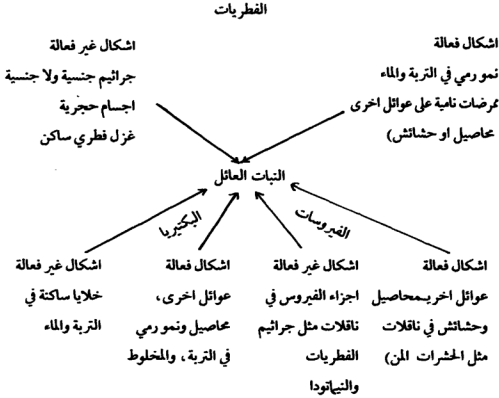 الفطريات
اشكال فعالة
نمو رمي في التربة والماء
ممرضات نامية على عوائل اخرى
محاصيل او حشائش)
اشكال غير فعالة
جراثيم جنسية ولا جنسية
اجسام حجرية
غزل فطري ساكن
النبات العائل
الفيروسات
البكتيريا
اشكال فعالة
عوائل اخرىـمحاصيل
وحشائش في ناقلات
مثل الحشرات المن)
اشكال غير فعالة
اجزاء الفيروس في
ناقلات مثل جراثيم
الفطريات
والنيماتودا
اشكال فعالة
عوائل اخرى،
محاصيل ونمو رمي
في التربة، والمخلوط
اشكال غير فعالة
خلايا ساكنة في
التربة والماء